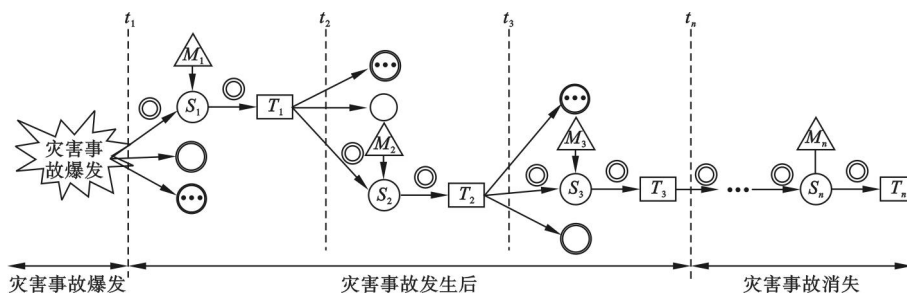 t₁
t₂
t₃
tₙ
M₁
S₁
T₁
M₂
S₂
T₂
M₃
S₃
T₃
Mₙ
Sₙ
Tₙ
灾害事
故爆发
灾害事故爆发
灾害事故发生后
灾害事故消失